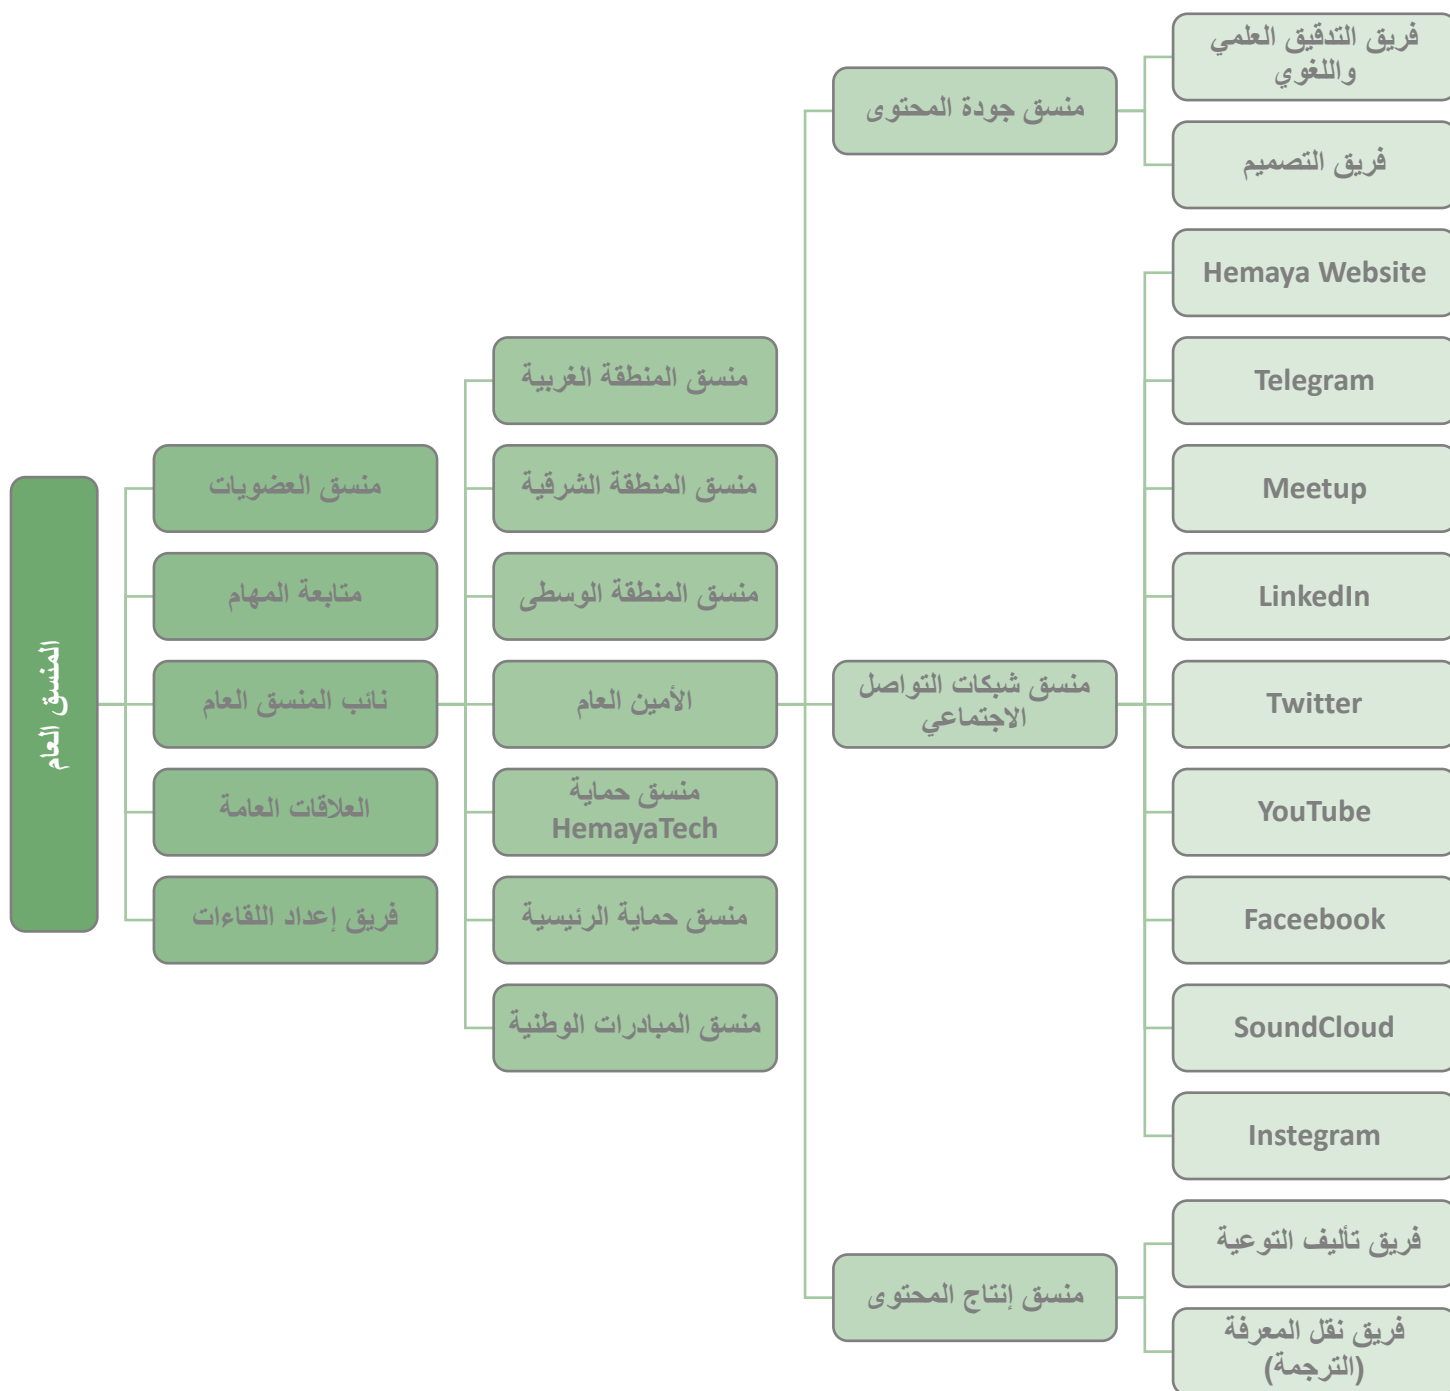 المنسق العام
منسق العضويات
متابعة المهام
نائب المنسق العام
العلاقات العامة
فريق إعداد اللقاءات
منسق المنطقة الغربية
منسق المنطقة الشرقية
منسق المنطقة الوسطى
الأمين العام
منسق حماية
HemayaTech
منسق حماية الرئيسية
منسق المبادرات الوطنية
منسق جودة المحتوى
منسق شبكات التواصل
الاجتماعي
منسق إنتاج المحتوى
فريق التدقيق العلمي
واللغوي
فريق التصميم
Hemaya Website
Telegram
Meetup
LinkedIn
Twitter
YouTube
Faceebook
SoundCloud
Instegram
فريق تأليف التوعية
فريق نقل المعرفة
(الترجمة)